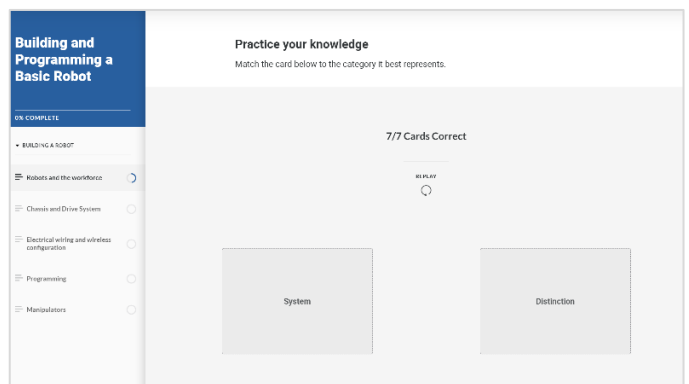 Building and
Programming a
Basic Robot
0% COMPLETE
BUILDING A ROBOT
Robots and the workforce
Chassis and Drive System
Electrical wiring and wireless
configuration
Programming
Manipulators
Practice your knowledge
Match the card below to the category it best represents.
7/7 Cards Correct
REPLAY
System
Distinction